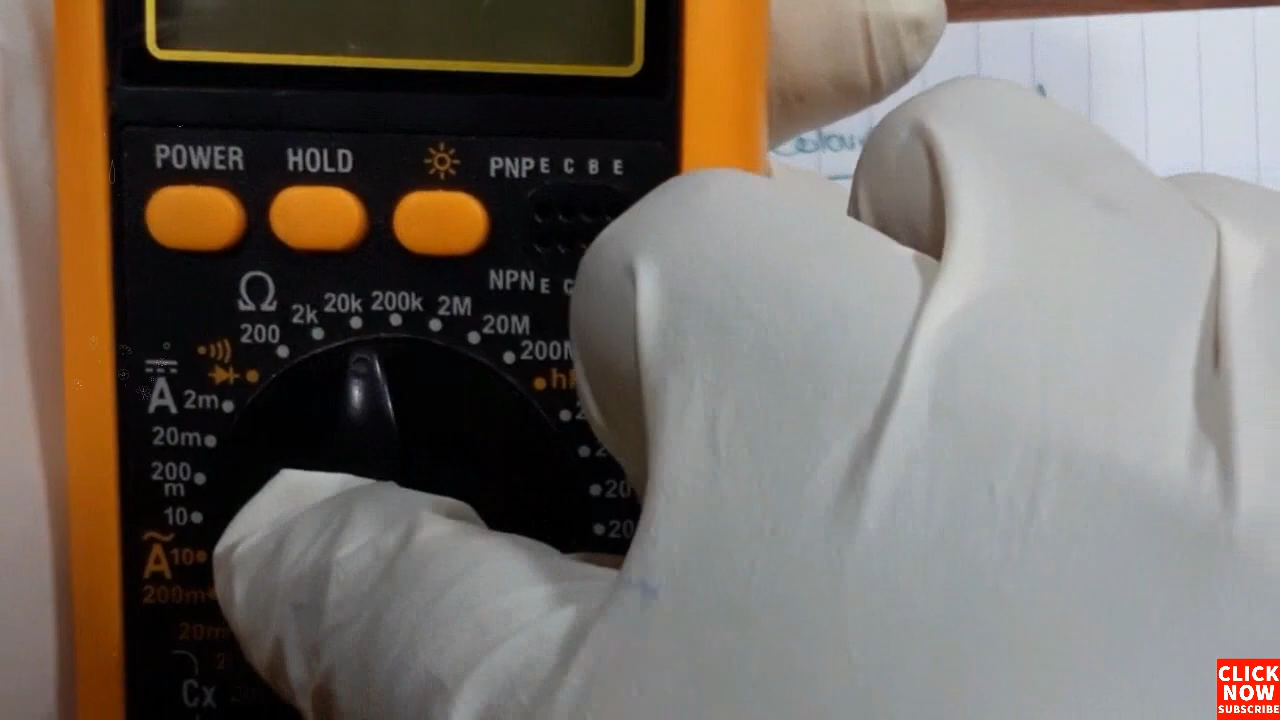 POWER HOLD PNP E C B E
NPN E
Ω
200 2k 20k 200k 2M 20M 200M
A 2m
20m
200
m
10
A 10
200m
20m
Cx
CLICK
NOW
SUBSCRIBE